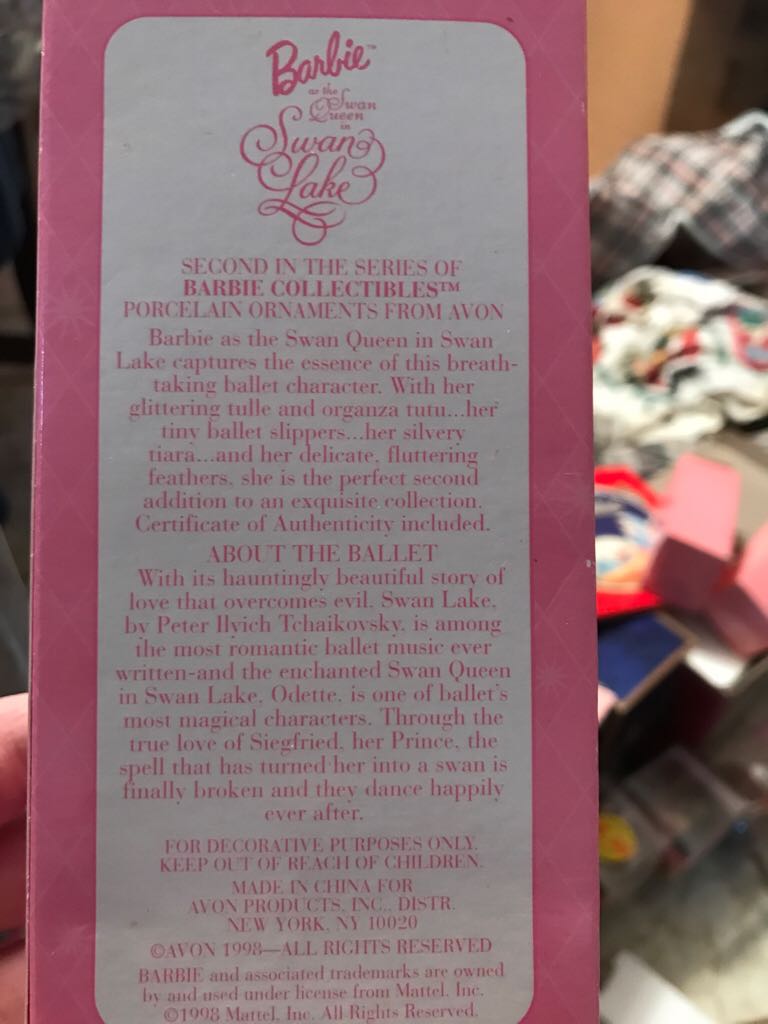 Barbie™
as the
Swan
Queen
in
Swan
Lake
SECOND IN THE SERIES OF
BARBIE COLLECTIBLES™
PORCELAIN ORNAMENTS FROM AVON
Barbie as the Swan Queen in Swan
Lake captures the essence of this breath-
taking ballet character. With her
glittering tulle and organza tutu...her
tiny ballet slippers...her silvery
tiara...and her delicate, fluttering
feathers, she is the perfect second
addition to an exquisite collection.
Certificate of Authenticity included.
ABOUT THE BALLET
With its hauntingly beautiful story of
love that overcomes evil, Swan Lake,
by Peter Ilyich Tchaikovsky, is among
the most romantic ballet music ever
written-and the enchanted Swan Queen
in Swan Lake, Odette, is one of ballet's
most magical characters. Through the
true love of Siegfried, her Prince, the
spell that has turned her into a swan is
finally broken and they dance happily
ever after.
FOR DECORATIVE PURPOSES ONLY.
KEEP OUT OF REACH OF CHILDREN.
MADE IN CHINA FOR
AVON PRODUCTS, INC., DISTR.
NEW YORK, NY 10020
©AVON 1998—ALL RIGHTS RESERVED
BARBIE and associated trademarks are owned
by and used under license from Mattel, Inc.
©1998 Mattel, Inc. All Rights Reserved.